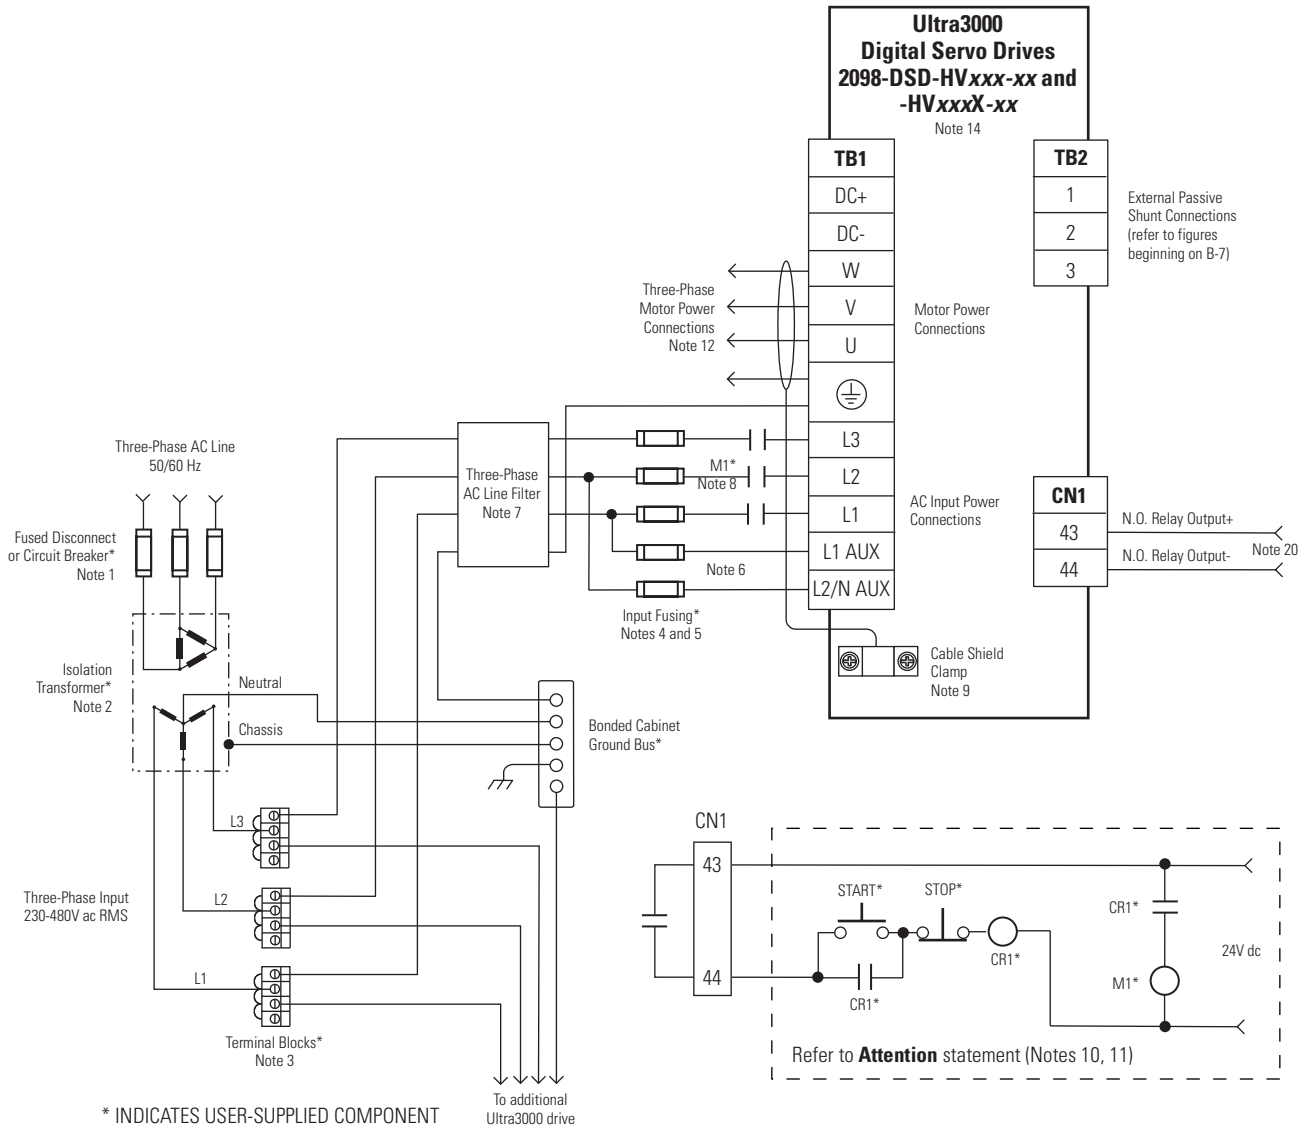 Ultra3000
Digital Servo Drives
2098-DSD-HVxxx-xx and
-HVxxxX-xx
Note 14
TB1
DC+
DC-
W
V
U
L3
L2
L1
L1 AUX
L2/N AUX
TB2
1
2
3
External Passive
Shunt Connections
(refer to figures
beginning on B-7)
Three-Phase
Motor Power
Connections
Note 12
Motor Power
Connections
Three-Phase AC Line
50/60 Hz
Three-Phase
AC Line Filter
Note 7
M1*
Note 8
AC Input Power
Connections
CN1
43
44
N.O. Relay Output+
N.O. Relay Output-
Note 20
Fused Disconnect
or Circuit Breaker*
Note 1
Note 6
Input Fusing*
Notes 4 and 5
Cable Shield
Clamp
Note 9
Isolation
Transformer*
Note 2
Neutral
Chassis
Bonded Cabinet
Ground Bus*
L3
Three-Phase Input
230-480V ac RMS
L2
L1
Terminal Blocks*
Note 3
To additional
Ultra3000 drive
CN1
43
44
START*
STOP*
CR1*
CR1*
CR1*
M1*
24V dc
Refer to Attention statement (Notes 10, 11)
* INDICATES USER-SUPPLIED COMPONENT